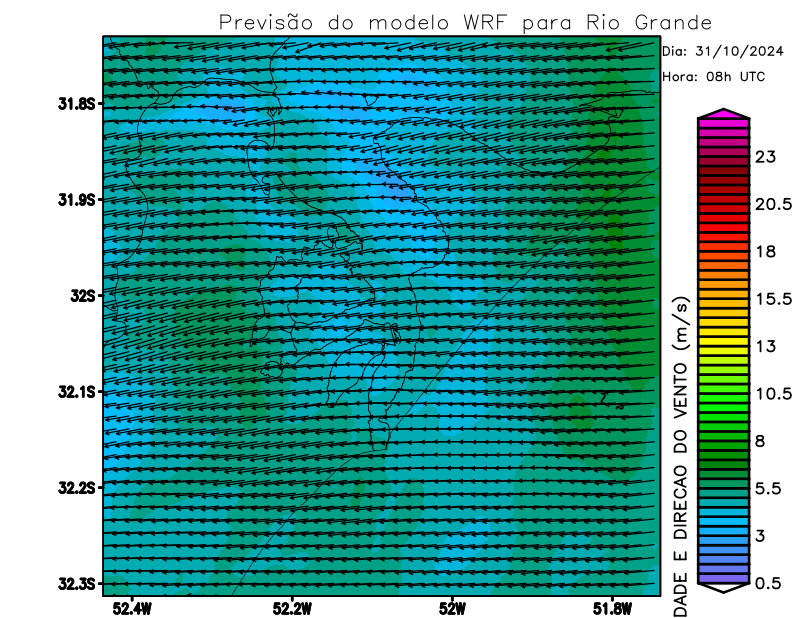 Previsão do modelo WRF para Rio Grande
Dia: 31/10/2024
Hora: 08h UTC
31.8S
31.9S
32S
32.1S
32.2S
32.3S
52.4W
52.2W
52W
51.8W
23
20.5
18
15.5
13
10.5
8
5.5
3
0.5
DADE E DIRECAO DO VENTO (m/s)